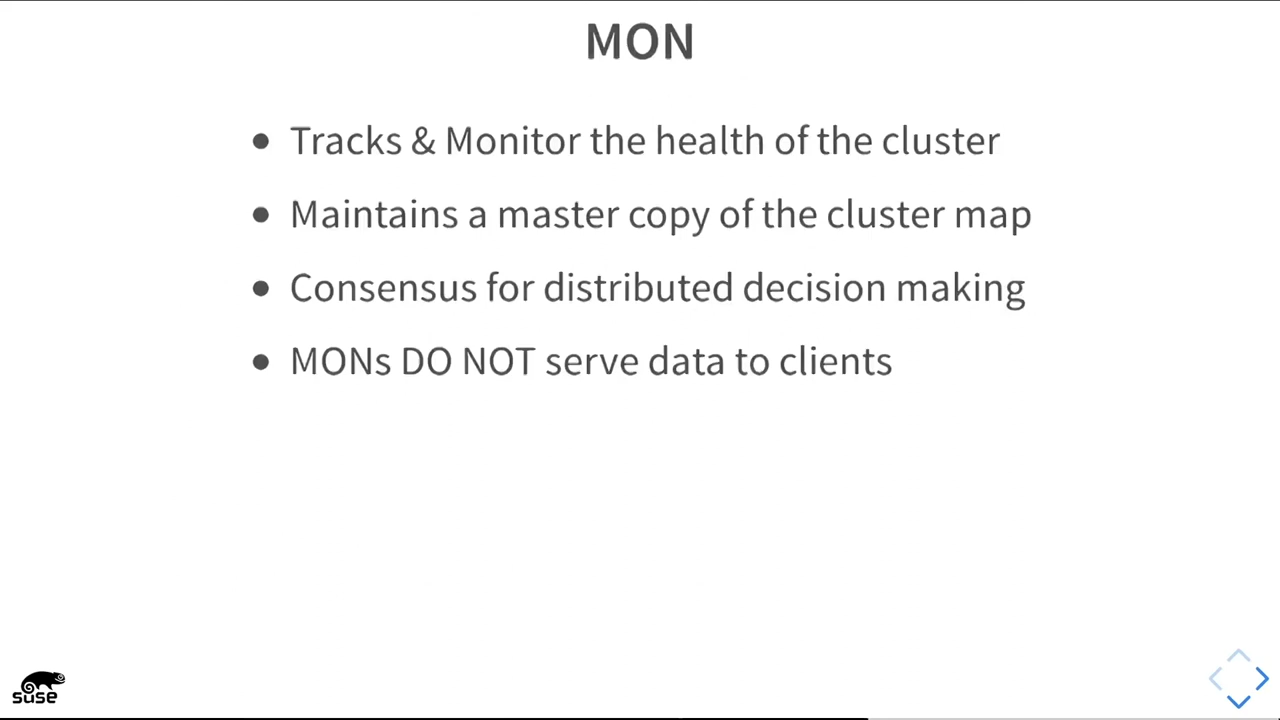 MON
Tracks & Monitor the health of the cluster
Maintains a master copy of the cluster map
Consensus for distributed decision making
MONs DO NOT serve data to clients
suse